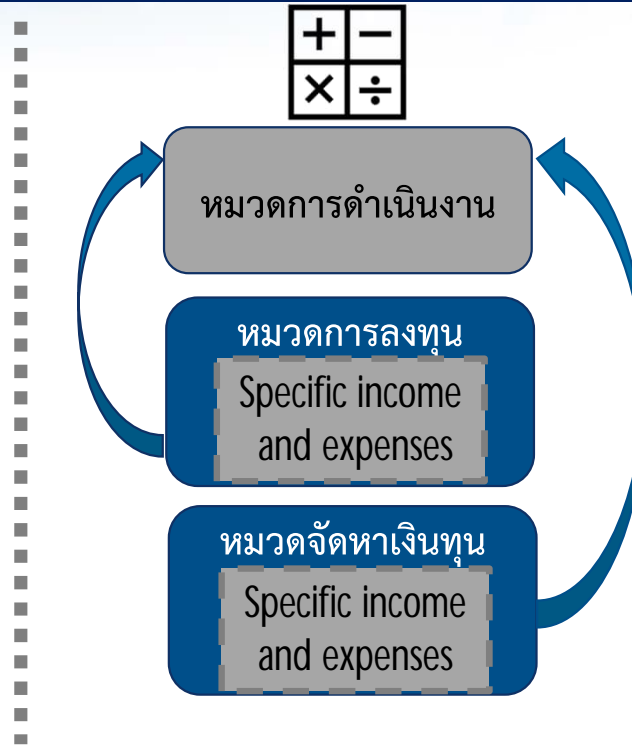 + −
× ÷
หมวดการดำเนินงาน
หมวดการลงทุน
Specific income
and expenses
หมวดจัดหาเงินทุน
Specific income
and expenses